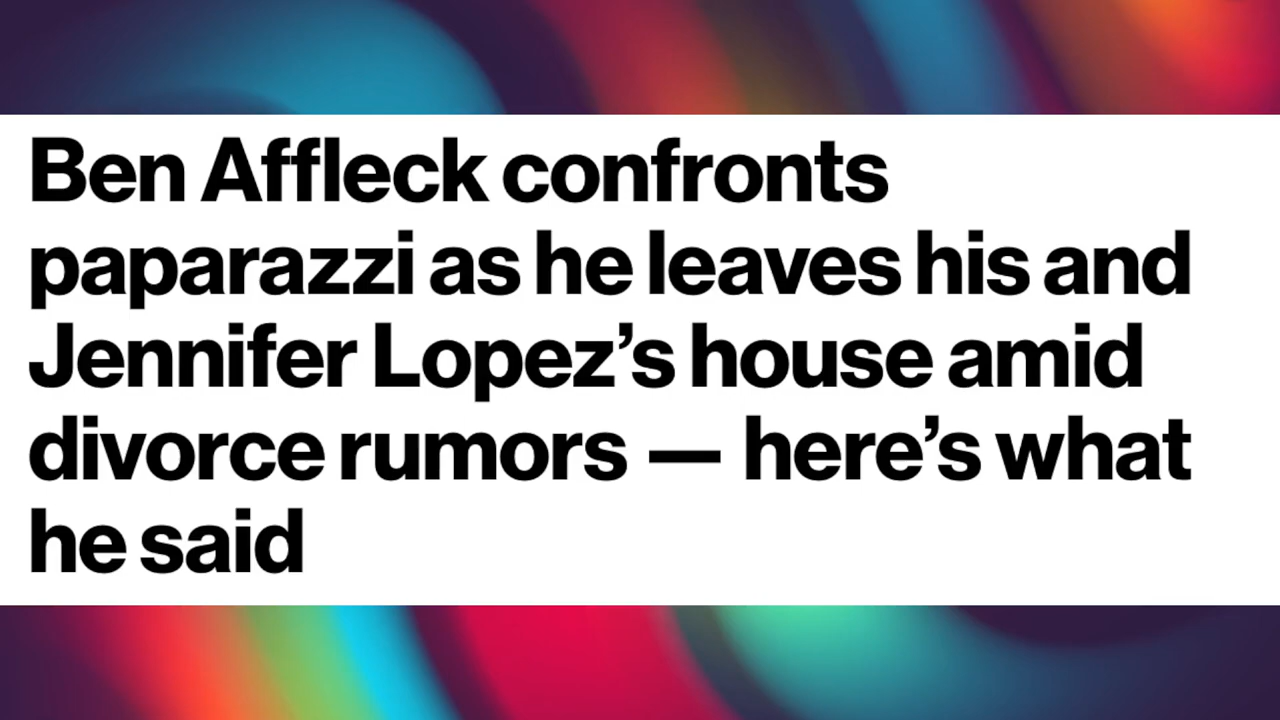 Ben Affleck confronts
paparazzi as he leaves his and
Jennifer Lopez’s house amid
divorce rumors — here’s what
he said